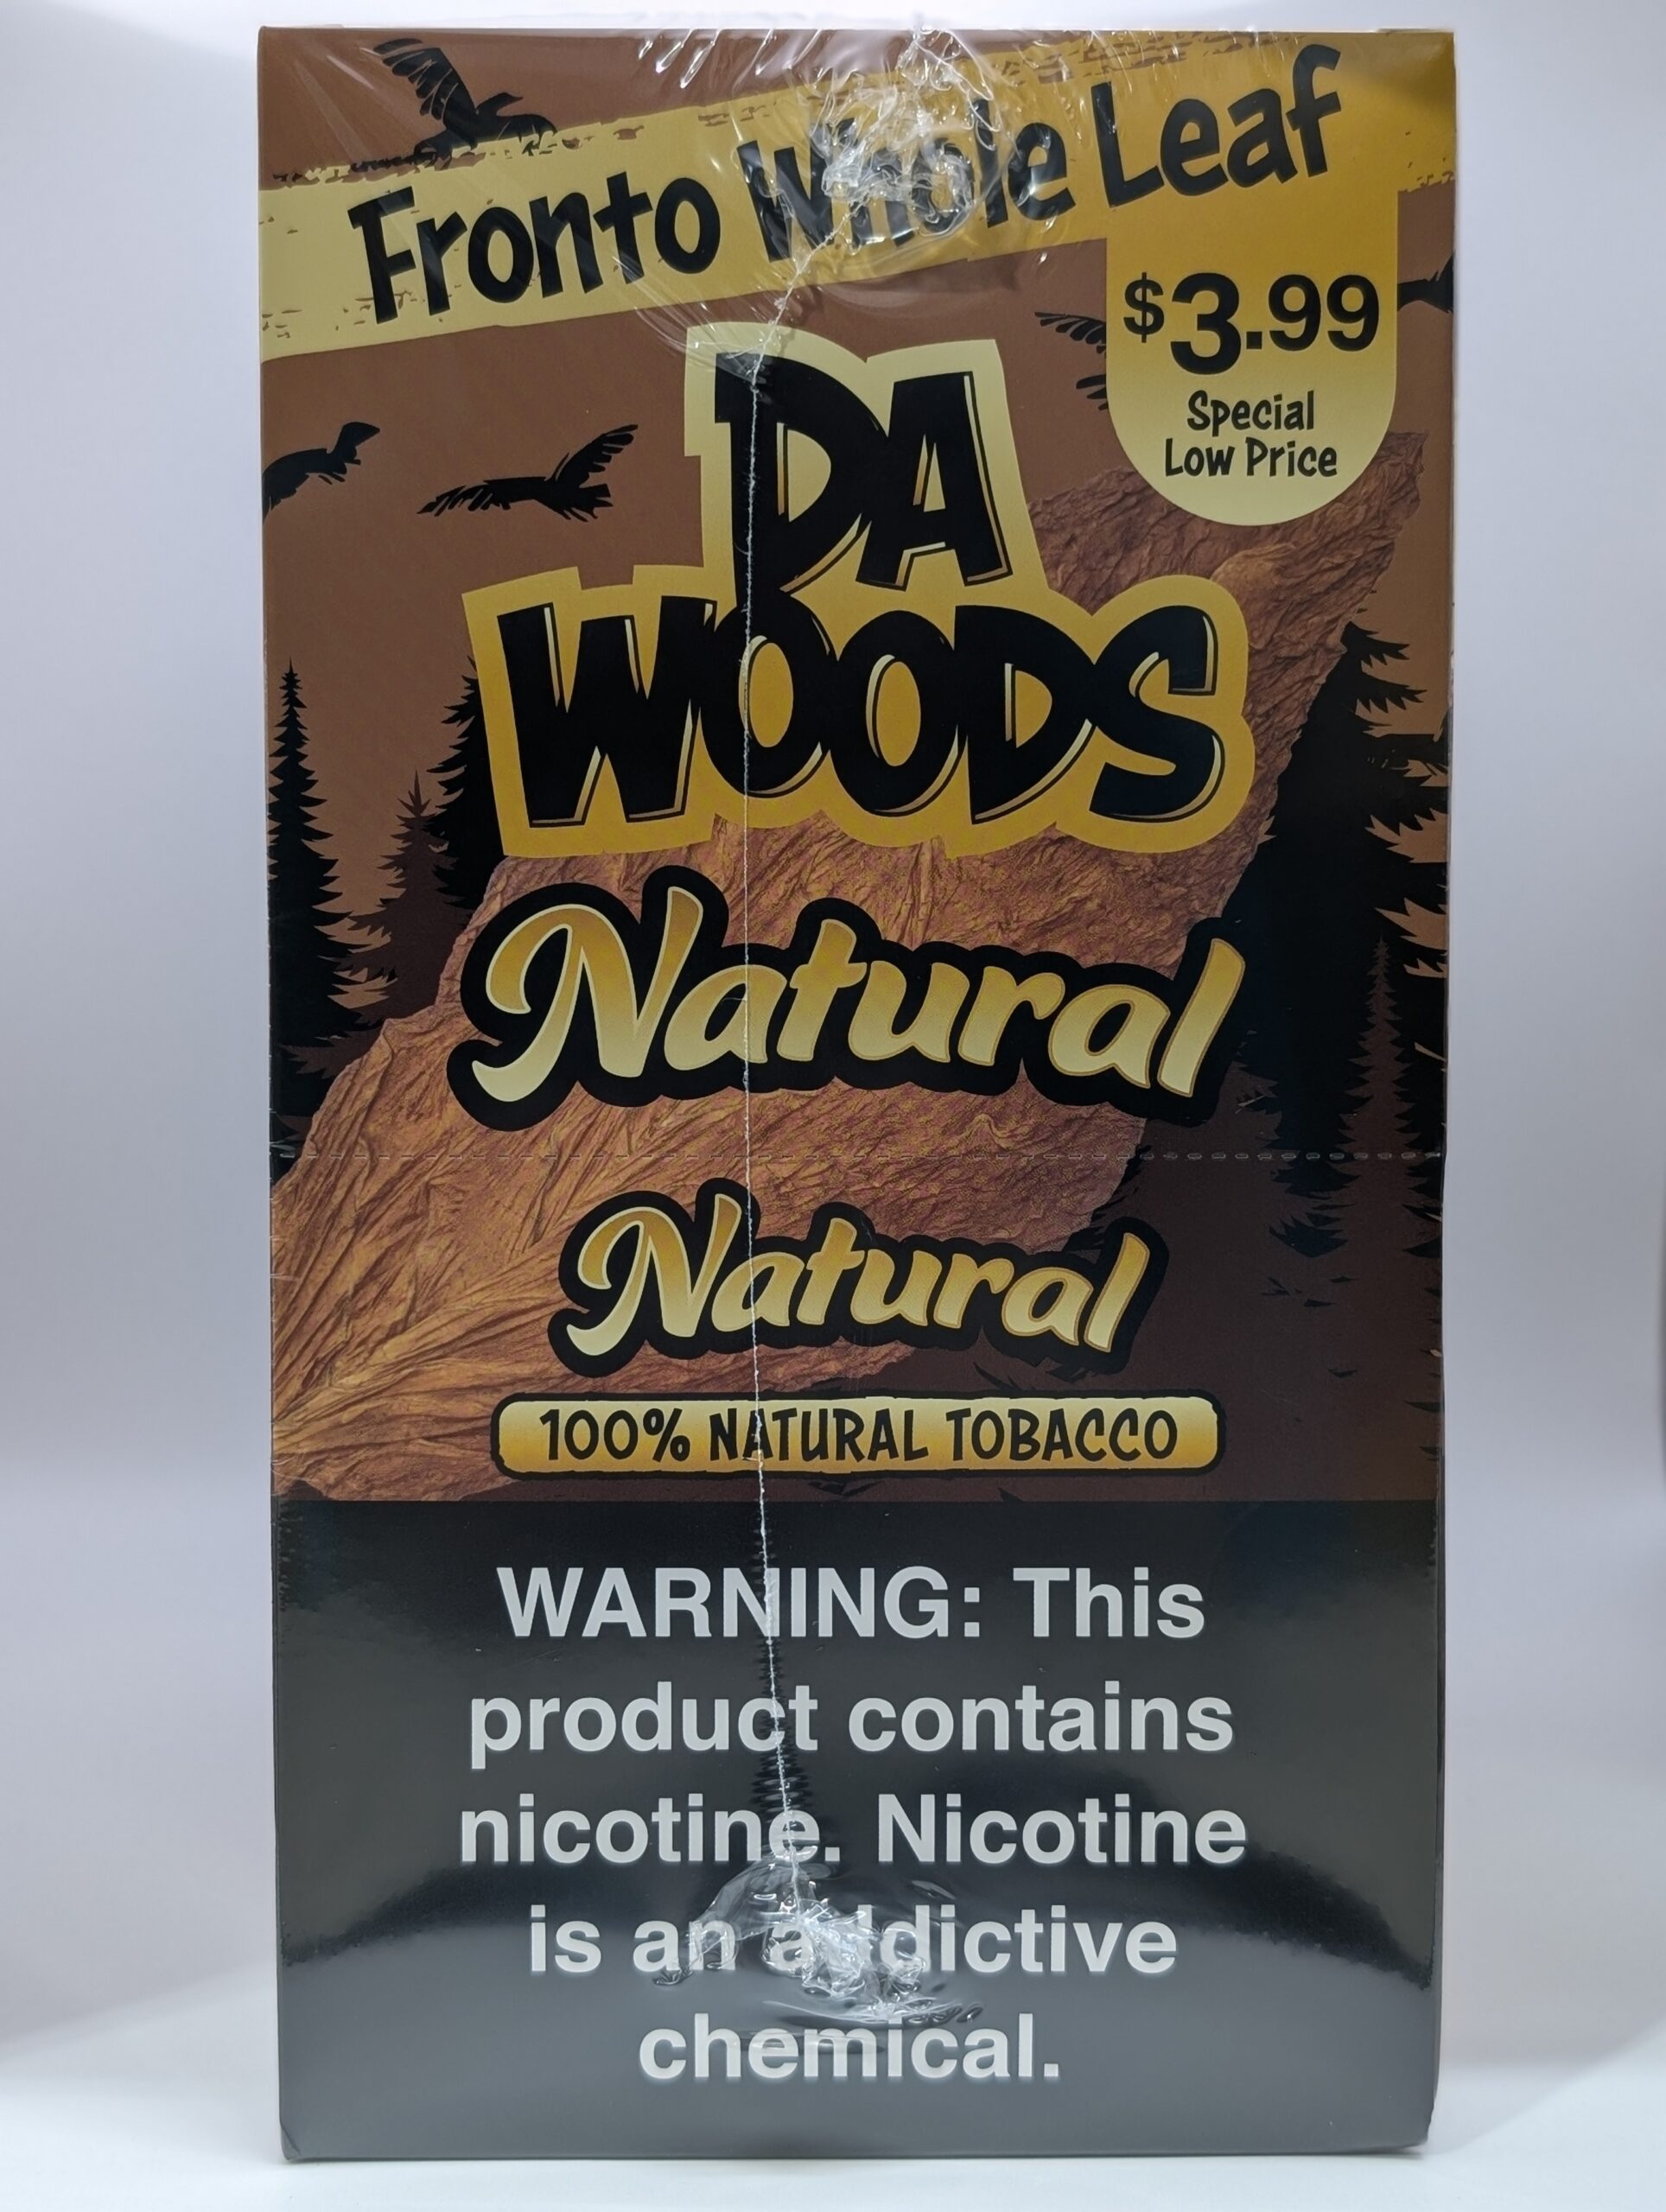 Fronto Whole Leaf
$3.99
Special
Low Price
DA
WOODS
Natural
Natural
100% NATURAL TOBACCO
WARNING: This
product contains
nicotine. Nicotine
is an addictive
chemical.